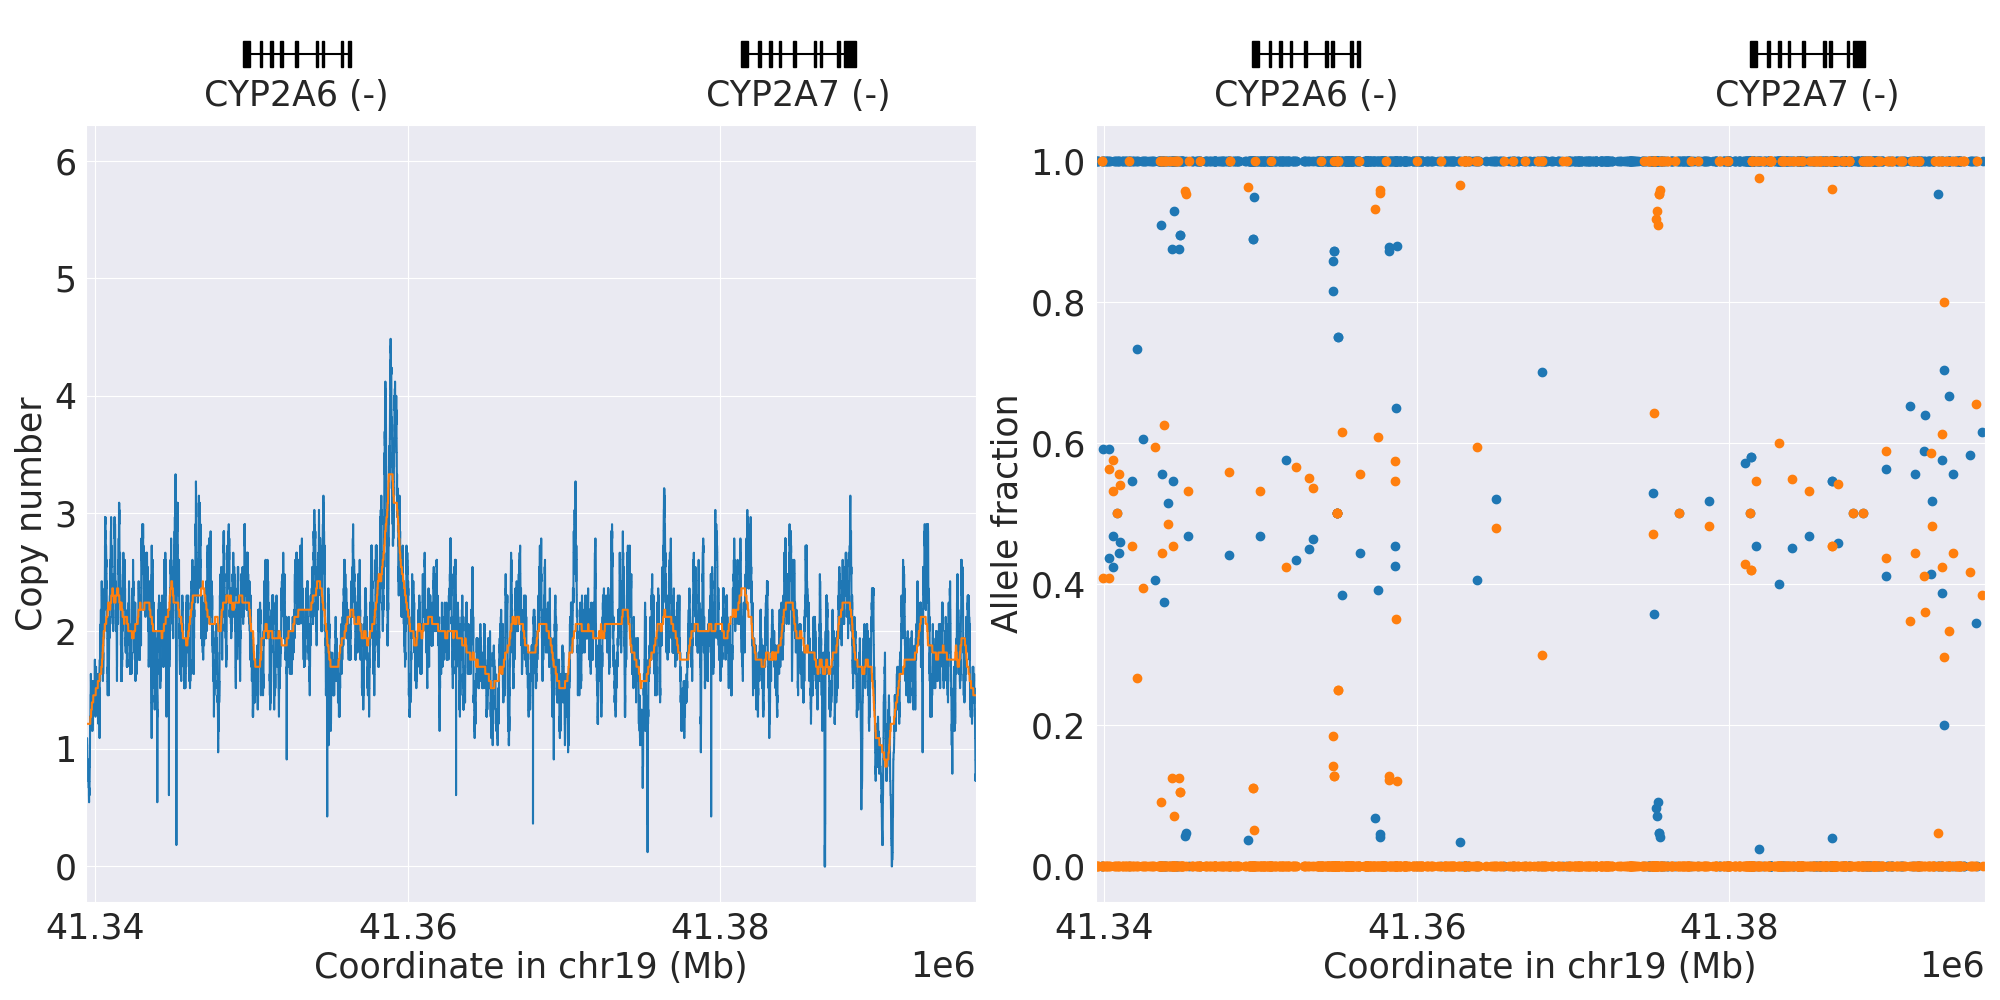 CYP2A6 (-)
CYP2A7 (-)
6
5
4
3
2
1
0
Copy number
41.34
41.36
41.38
Coordinate in chr19 (Mb)
1e6
CYP2A6 (-)
CYP2A7 (-)
1.0
0.8
0.6
0.4
0.2
0.0
Allele fraction
41.34
41.36
41.38
Coordinate in chr19 (Mb)
1e6